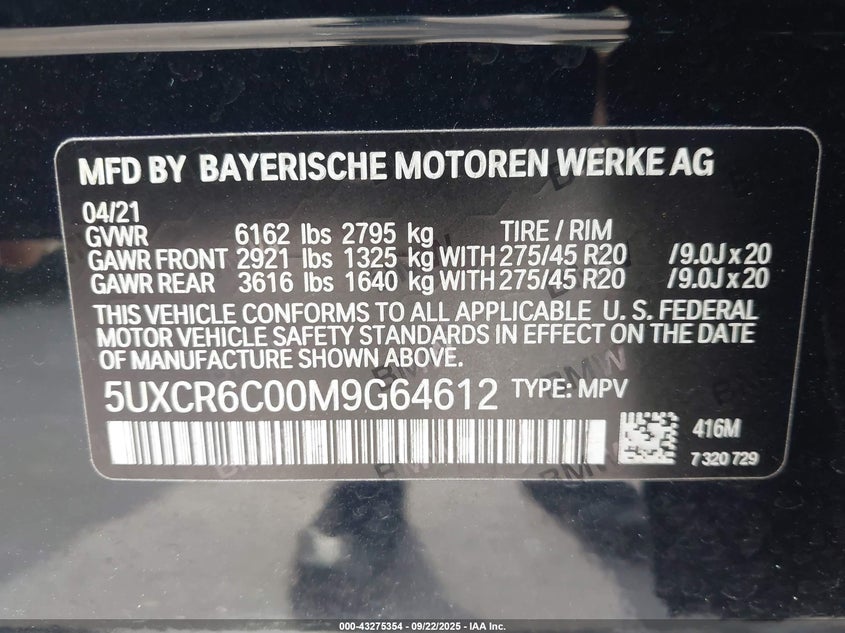 MFD BY BAYERISCHE MOTOREN WERKE AG
04/21
GVWR 6162 lbs 2795 kg TIRE / RIM
GAWR FRONT 2921 lbs 1325 kg WITH 275/45 R20 /9.0J x 20
GAWR REAR 3616 lbs 1640 kg WITH 275/45 R20 /9.0J x 20
THIS VEHICLE CONFORMS TO ALL APPLICABLE U. S. FEDERAL
MOTOR VEHICLE SAFETY STANDARDS IN EFFECT ON THE DATE
OF MANUFACTURE SHOWN ABOVE.
5UXCR6C00M9G64612 TYPE: MPV
416M
7 320 729
000-43275354 - 09/22/2025 - IAA Inc.